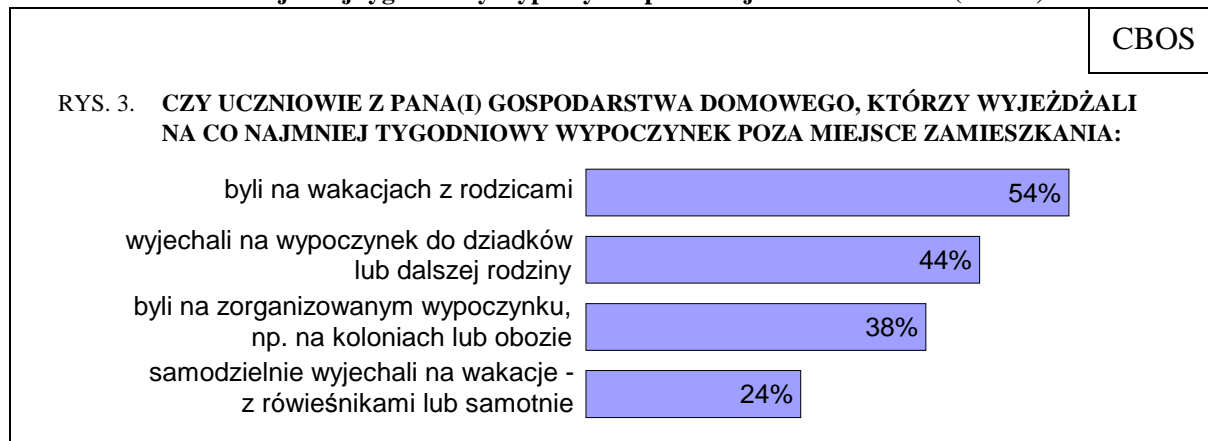 CBOS
RYS. 3. CZY UCZNIOWIE Z PANA(I) GOSPODARSTWA DOMOWEGO, KTÓRZY WYJEŻDŻALI
NA CO NAJMNIEJ TYGODNIOWY WYPOCZYNEK POZA MIEJSCE ZAMIESZKANIA:
byli na wakacjach z rodzicami 54%
wyjechali na wypoczynek do dziadków
lub dalszej rodziny 44%
byli na zorganizowanym wypoczynku,
np. na koloniach lub obozie 38%
samodzielnie wyjechali na wakacje -
z rówieśnikami lub samotnie 24%